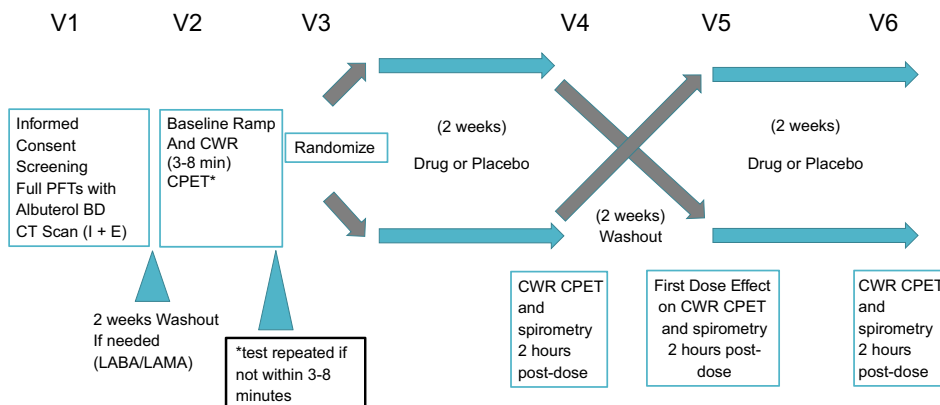 V1
V2
V3
V4
V5
V6
Informed
Consent
Screening
Full PFTs with
Albuterol BD
CT Scan (I + E)
Baseline Ramp
And CWR
(3-8 min)
CPET*
Randomize
(2 weeks)
Drug or Placebo
(2 weeks)
Washout
(2 weeks)
Drug or Placebo
2 weeks Washout
If needed
(LABA/LAMA)
*test repeated if
not within 3-8
minutes
CWR CPET
and
spirometry
2 hours
post-dose
First Dose Effect
on CWR CPET
and spirometry
2 hours post-
dose
CWR CPET
and
spirometry
2 hours
post-dose